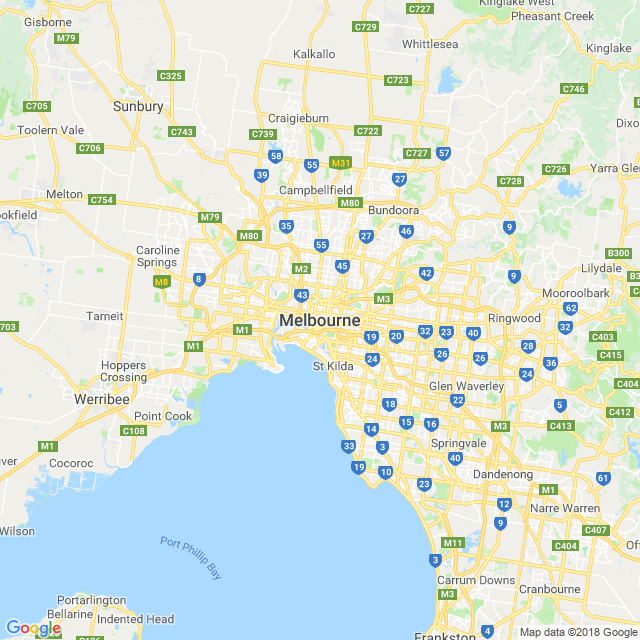 Kinglake West
C727
Pheasant Creek
Gisborne
C729
M79
Whittlesea
Kinglake
Kalkallo
C325
C723
C746
C705
Sunbury
Craigieburn
Dixo
Toolern Vale
C743
C739
C722
C706
58
55
M31
C727
57
Yarra Glen
C726
39
27
C728
Melton
C754
Campbellfield
M80
ookfield
M79
Bundoora
35
46
9
M80
27
Caroline
Springs
55
B300
M2
45
42
Lilydale
8
9
B30
M8
43
M3
Mooroolbark
62
Tarneit
Melbourne
Ringwood
32
703
M1
19
20
32
23
40
C403
M1
26
26
28
C415
Hoppers
Crossing
St Kilda
24
36
24
C404
Glen Waverley
Werribee
22
18
5
C412
Point Cook
15
16
C413
C108
14
M3
M1
33
3
Springvale
ver
Cocoroc
40
19
10
Dandenong
61
23
M1
12
Narre Warren
Wilson
9
C407
Port Phillip Bay
M11
C404
Of
3
Carrum Downs
Cranbourne
M3
Portarlington
Bellarine
Indented Head
Google
4
Frankston
Map data ©2018 Google